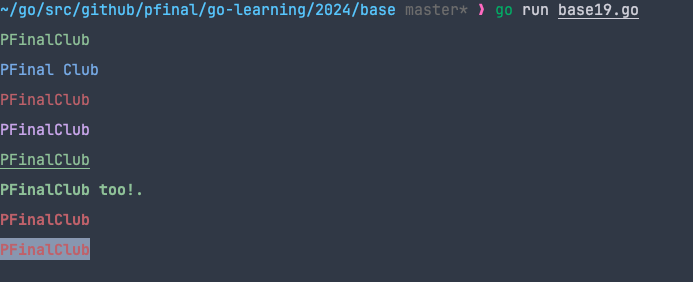 ~/go/src/github/pfinal/go-learning/2024/base master* ❯ go run base19.go
PFinalClub
PFinal Club
PFinalClub
PFinalClub
PFinalClub
PFinalClub too!.
PFinalClub
PFinalClub